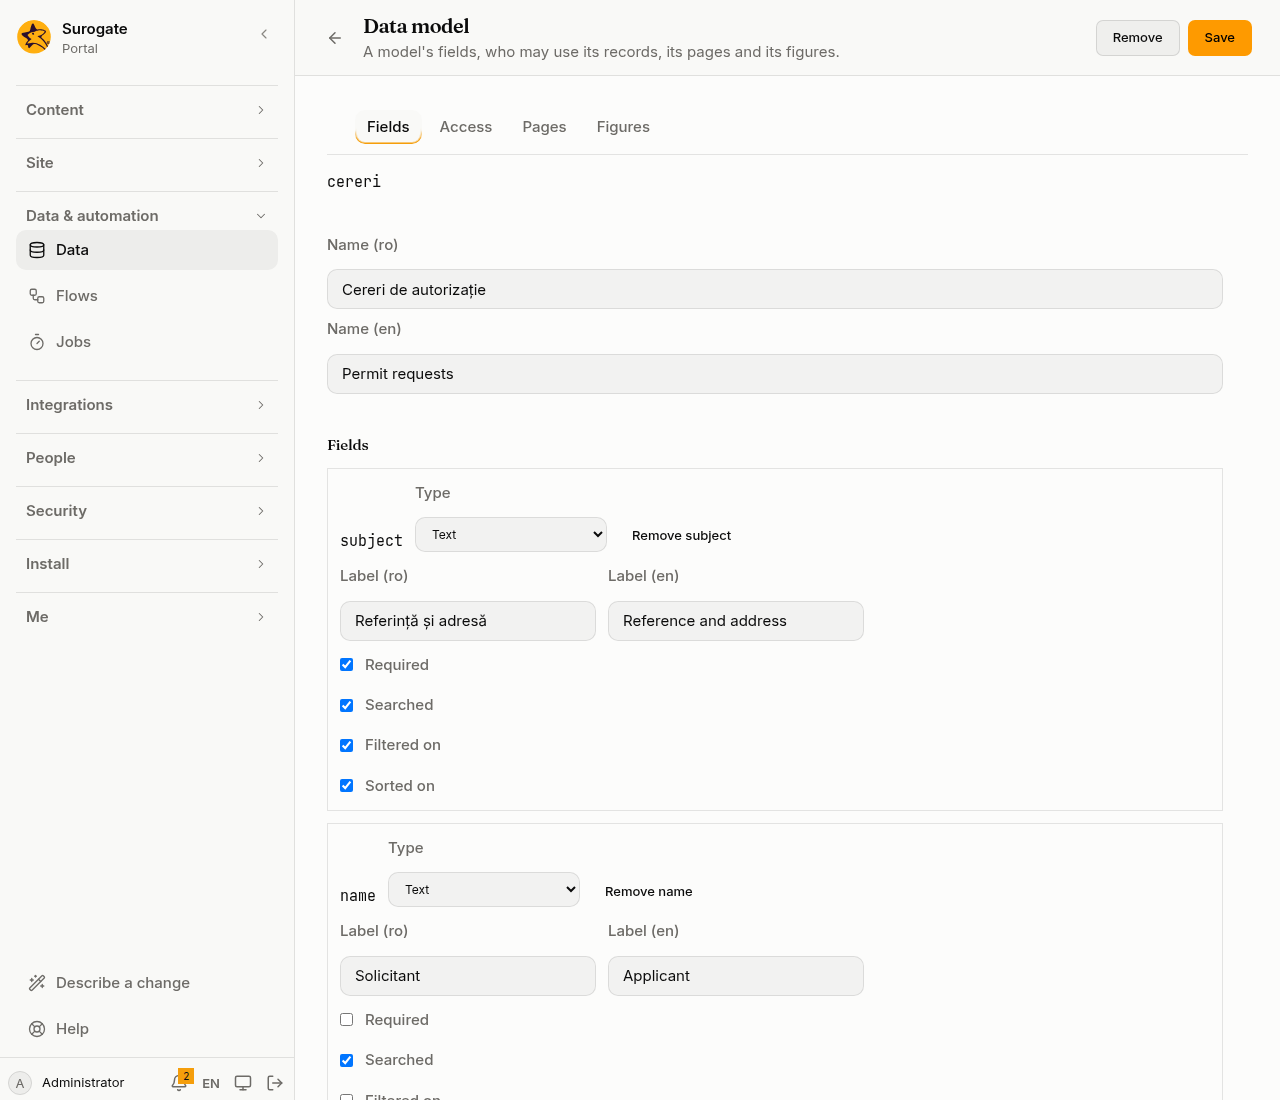 Surogate
Portal
Content
Site
Data & automation
Data
Flows
Jobs
Integrations
People
Security
Install
Me
Describe a change
Help
A
Administrator
2
EN
Data model
A model's fields, who may use its records, its pages and its figures.
Remove
Save
Fields
Access
Pages
Figures
cereri
Name (ro)
Cereri de autorizație
Name (en)
Permit requests
Fields
Type
subject
Text
Remove subject
Label (ro)
Label (en)
Referință și adresă
Reference and address
Required
Searched
Filtered on
Sorted on
Type
name
Text
Remove name
Label (ro)
Label (en)
Solicitant
Applicant
Required
Searched
Filtered on